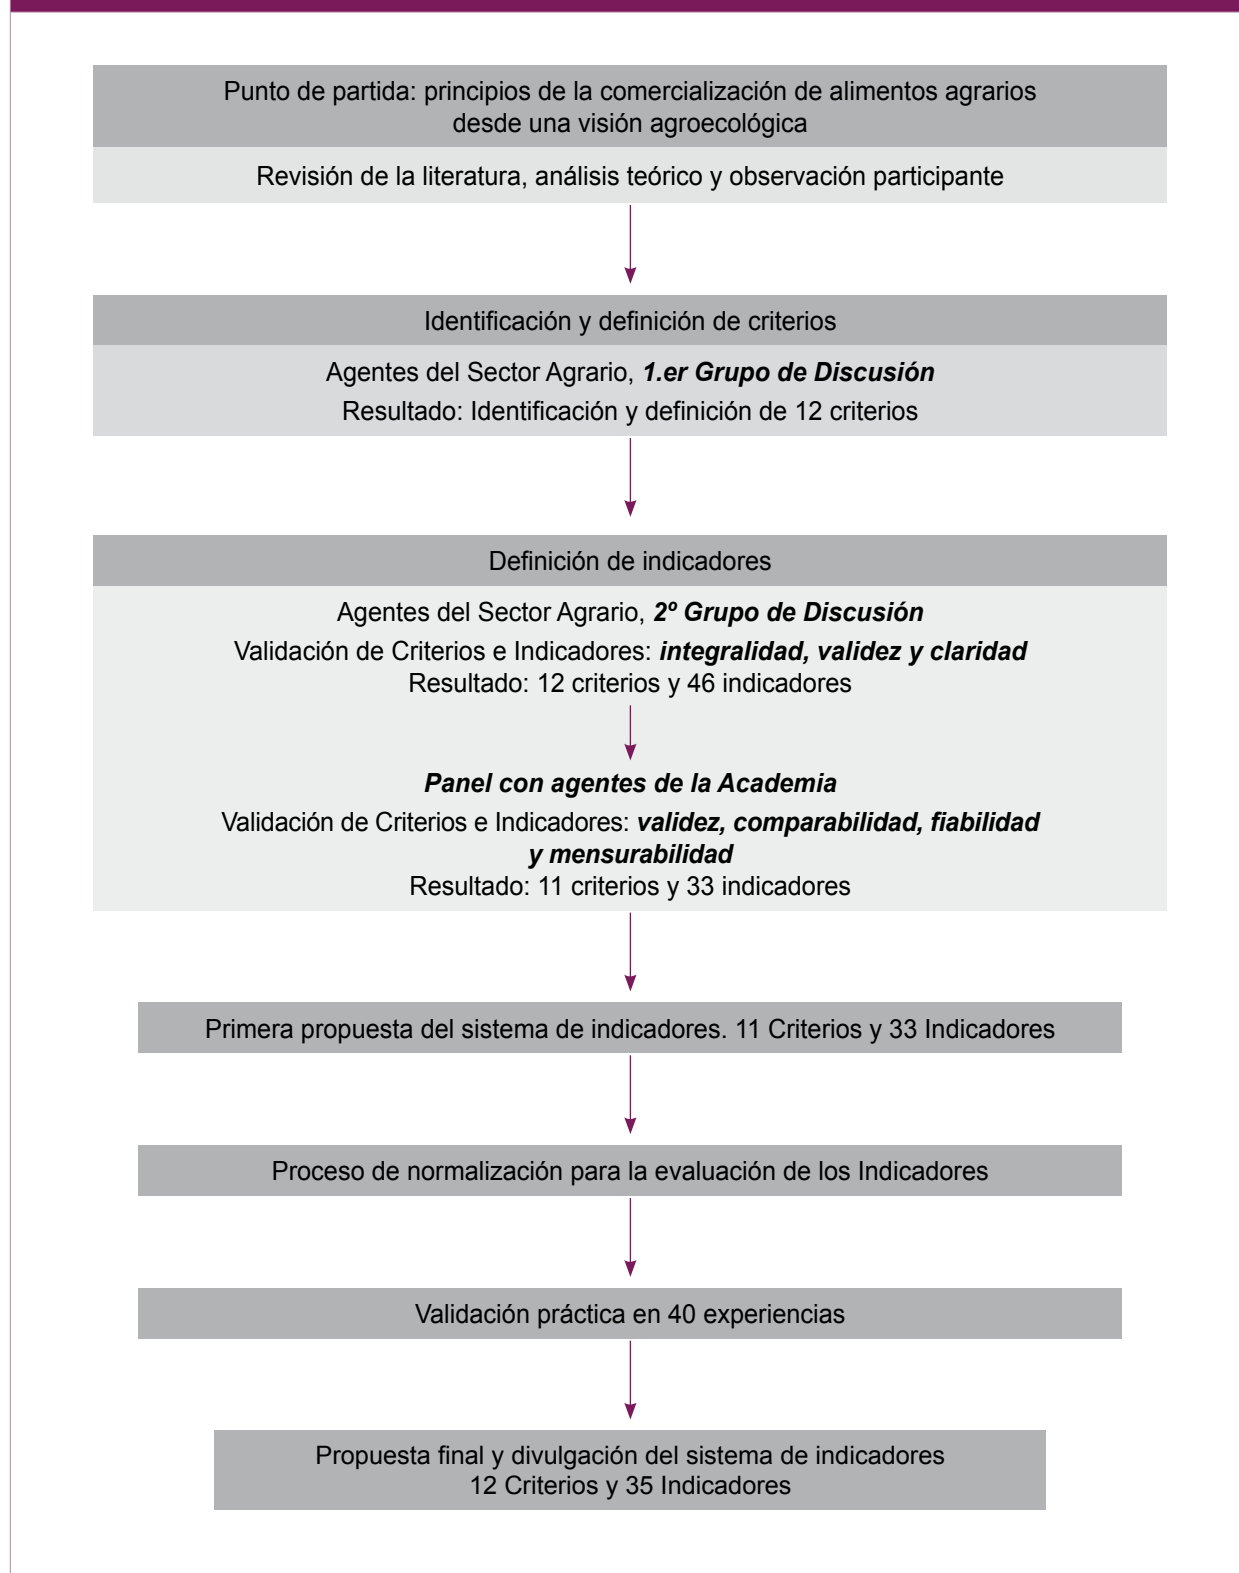 Punto de partida: principios de la comercialización de alimentos agrarios
desde una visión agroecológica
Revisión de la literatura, análisis teórico y observación participante
Identificación y definición de criterios
Agentes del Sector Agrario, 1.er Grupo de Discusión
Resultado: Identificación y definición de 12 criterios
Definición de indicadores
Agentes del Sector Agrario, 2º Grupo de Discusión
Validación de Criterios e Indicadores: integralidad, validez y claridad
Resultado: 12 criterios y 46 indicadores
Panel con agentes de la Academia
Validación de Criterios e Indicadores: validez, comparabilidad, fiabilidad
y mensurabilidad
Resultado: 11 criterios y 33 indicadores
Primera propuesta del sistema de indicadores. 11 Criterios y 33 Indicadores
Proceso de normalización para la evaluación de los Indicadores
Validación práctica en 40 experiencias
Propuesta final y divulgación del sistema de indicadores
12 Criterios y 35 Indicadores